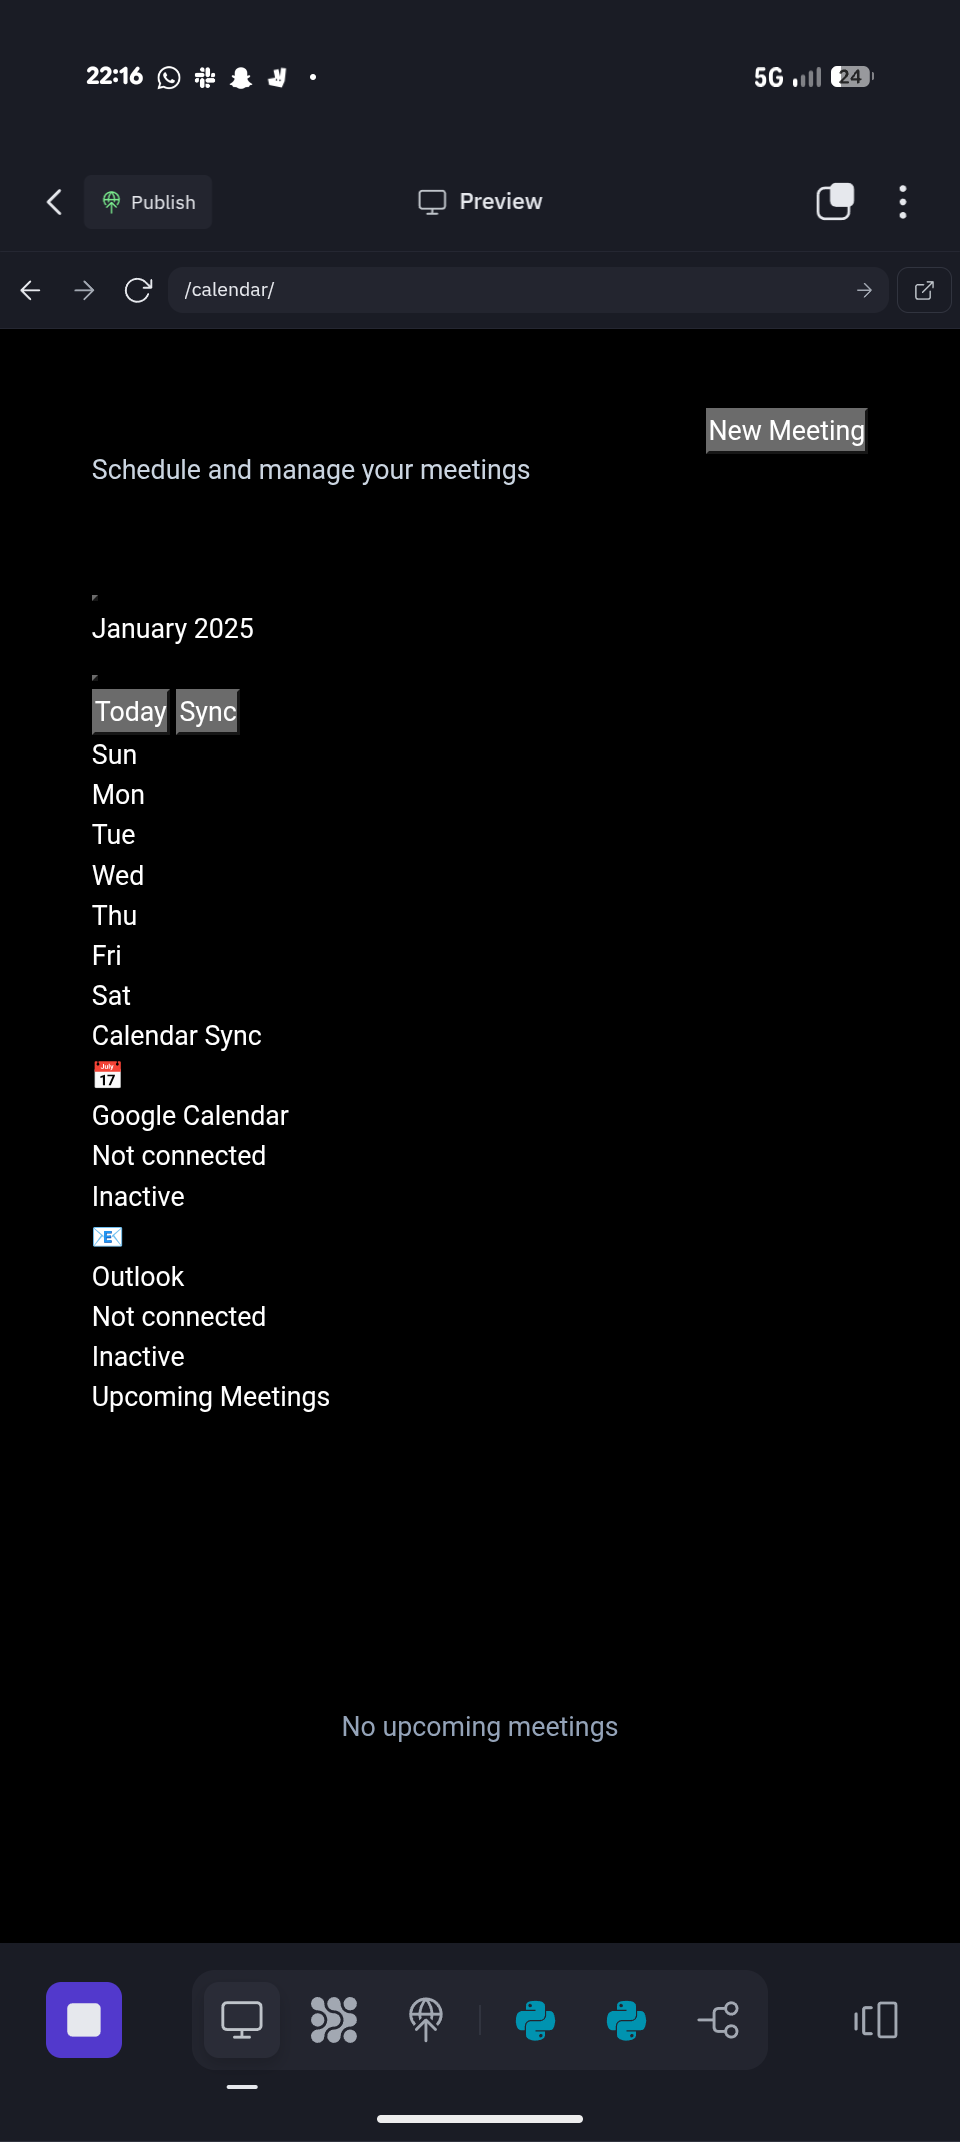 22:16
5G
24
Publish
Preview
/calendar/
New Meeting
Schedule and manage your meetings
January 2025
Today Sync
Sun
Mon
Tue
Wed
Thu
Fri
Sat
Calendar Sync
July
17
Google Calendar
Not connected
Inactive
E
Outlook
Not connected
Inactive
Upcoming Meetings
No upcoming meetings